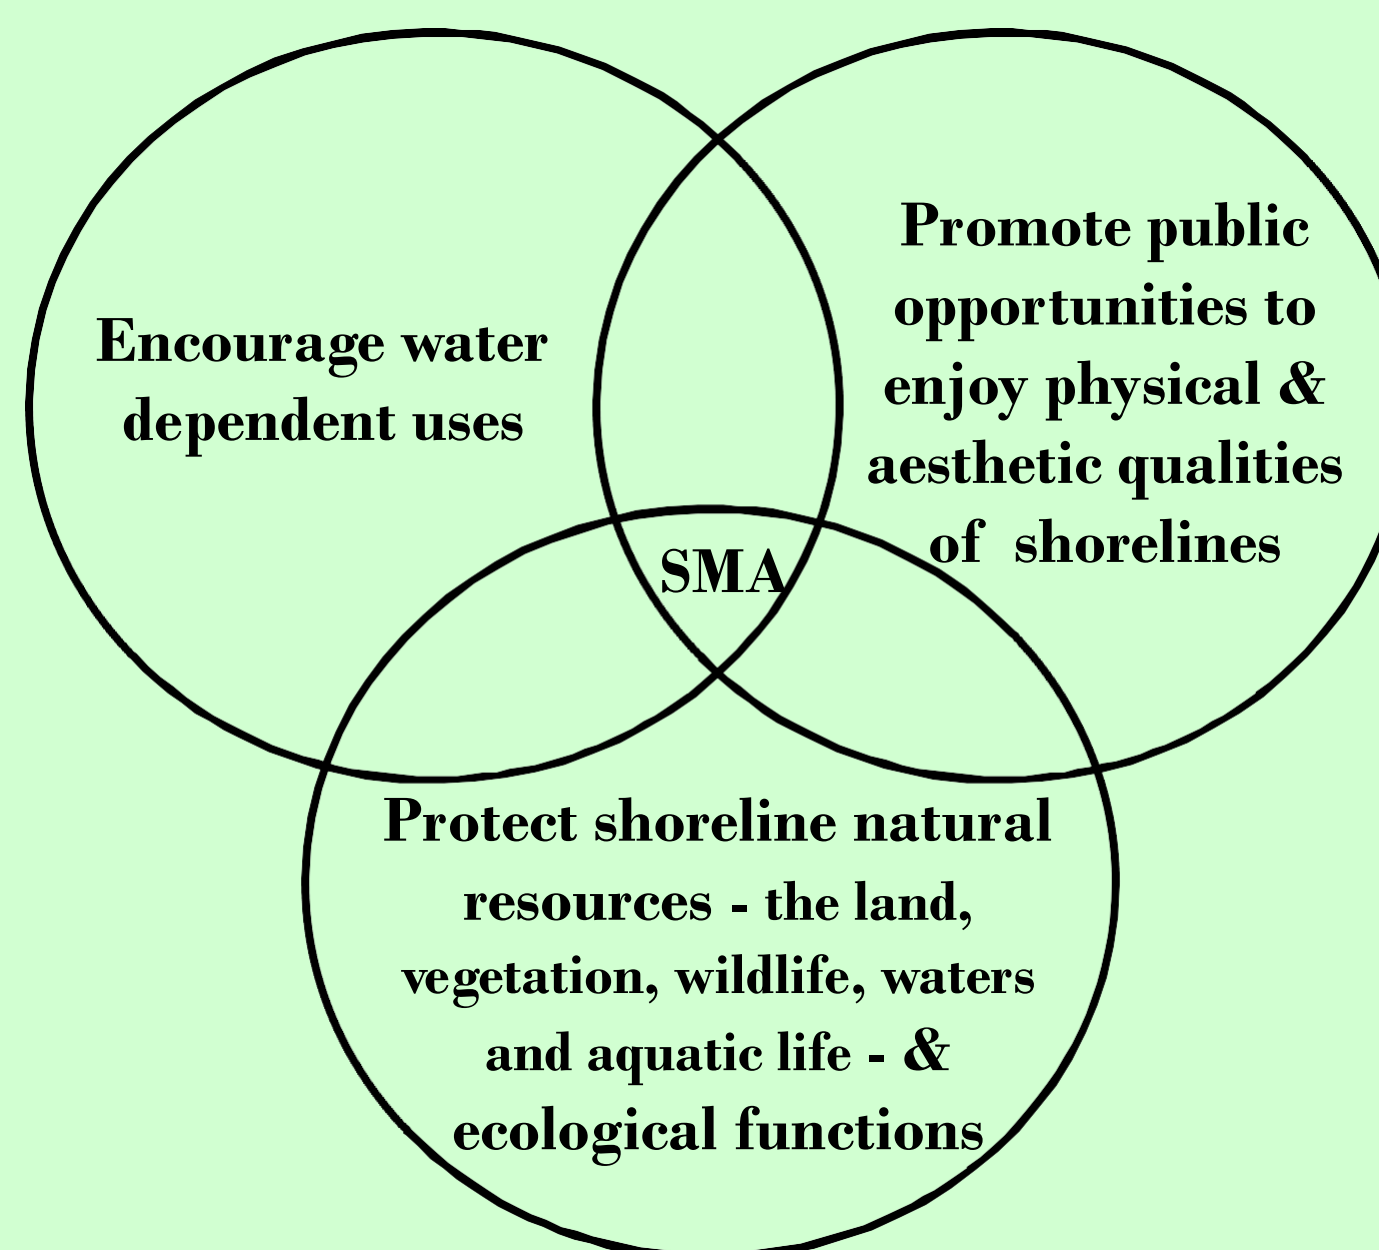 Encourage water
dependent uses
Promote public
opportunities to
enjoy physical &
aesthetic qualities
of shorelines
SMA
Protect shoreline natural
resources - the land,
vegetation, wildlife, waters
and aquatic life - &
ecological functions